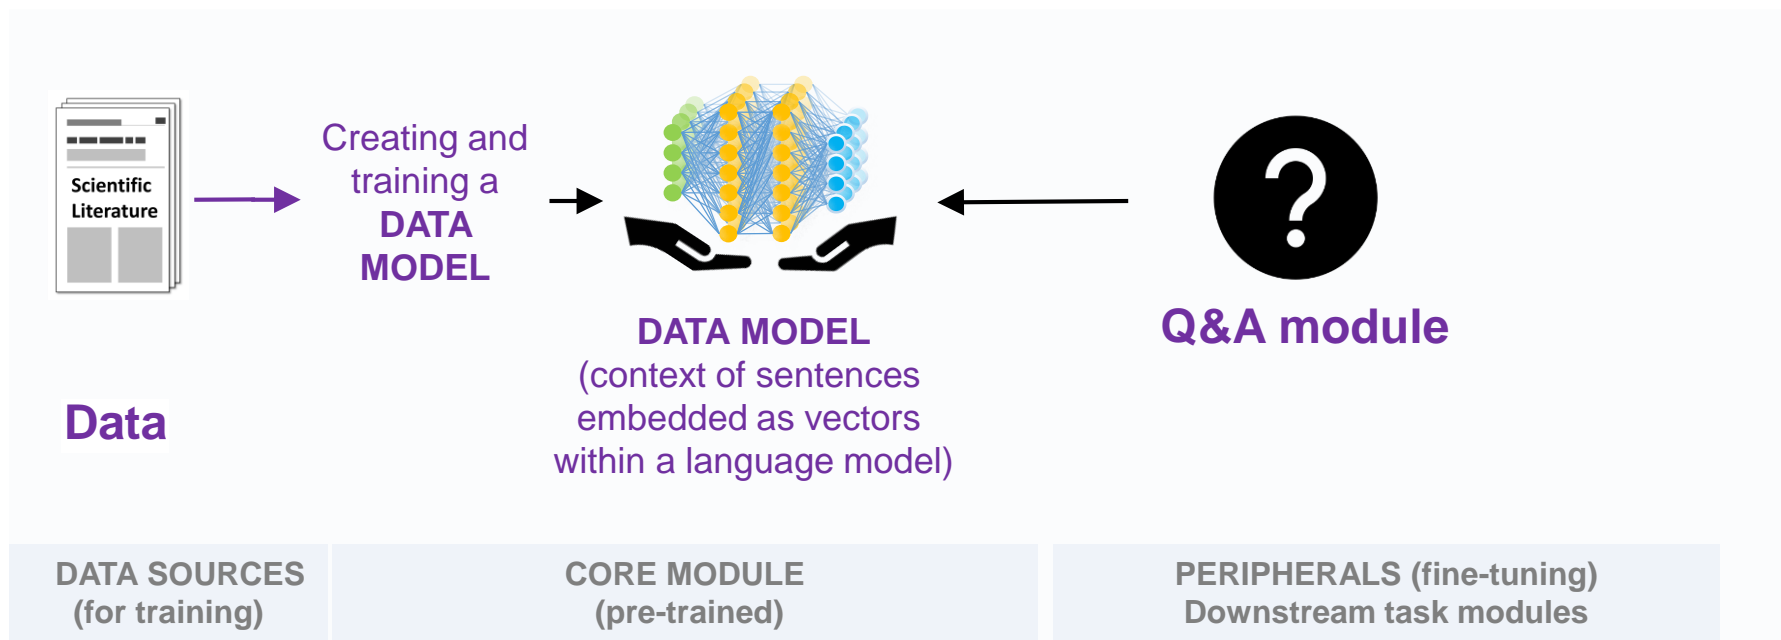 Scientific
Literature
Data
Creating and
training a
DATA
MODEL
DATA MODEL
(context of sentences
embedded as vectors
within a language model)
?
Q&A module
DATA SOURCES
(for training)
CORE MODULE
(pre-trained)
PERIPHERALS (fine-tuning)
Downstream task modules